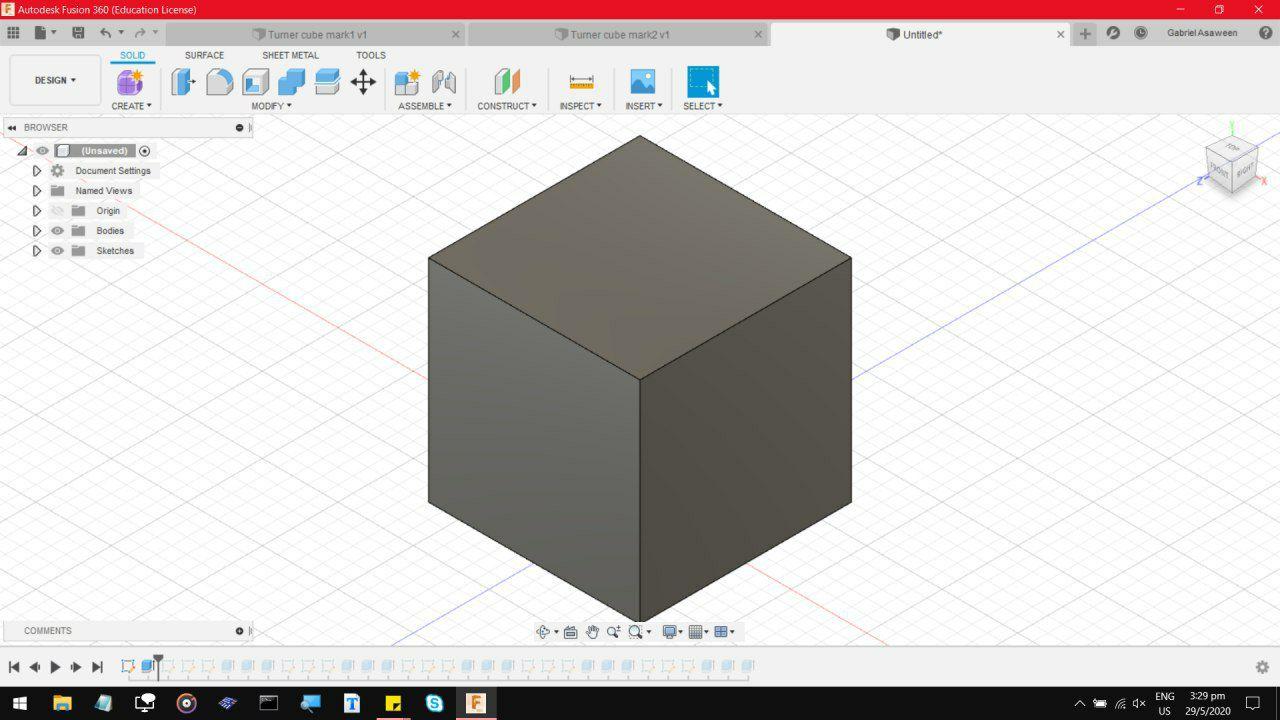 Autodesk Fusion 360 (Education License)
Turner cube mark1 v1
Turner cube mark2 v1
Untitled*
Gabriel Asaween
SOLID SURFACE SHEET METAL TOOLS
DESIGN
CREATE MODIFY ASSEMBLE CONSTRUCT INSPECT INSERT SELECT
BROWSER
(Unsaved)
Document Settings
Named Views
Origin
Bodies
Sketches
TOP
FRONT
RIGHT
Y
Z
X
COMMENTS
ENG 3:29 pm
US 29/5/2020